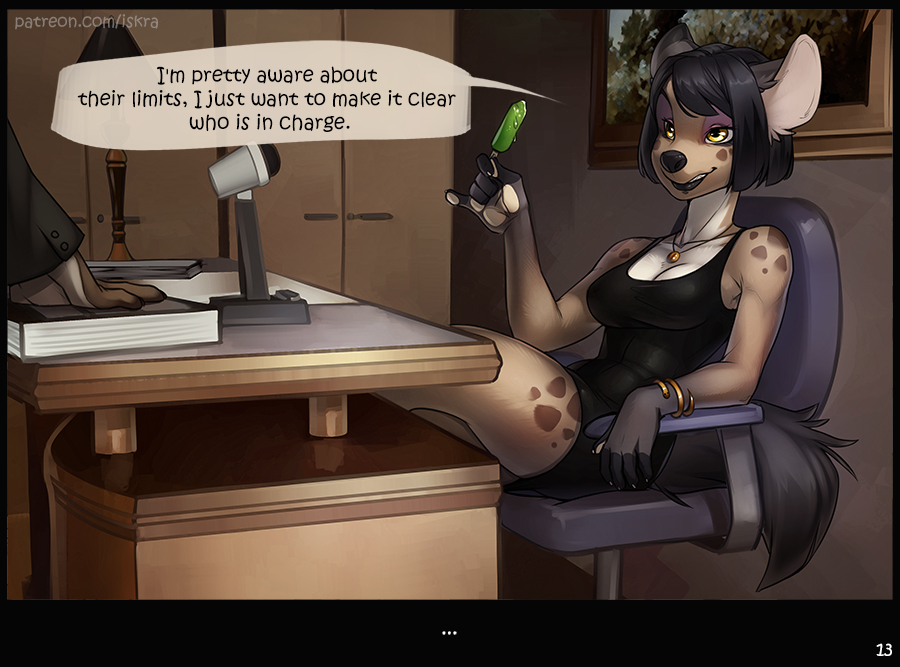 patreon.com/iskra
I'm pretty aware about
their limits, I just want to make it clear
who is in charge.
...
13